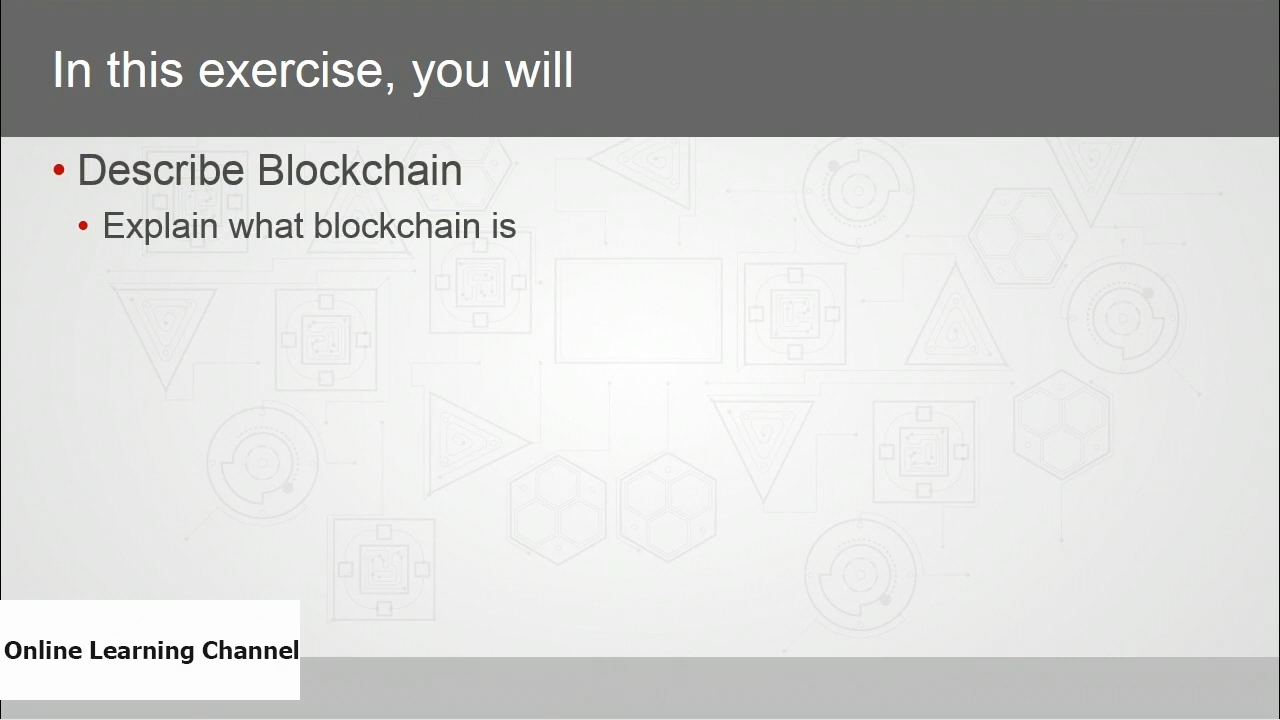 In this exercise, you will
• Describe Blockchain
• Explain what blockchain is
Online Learning Channel